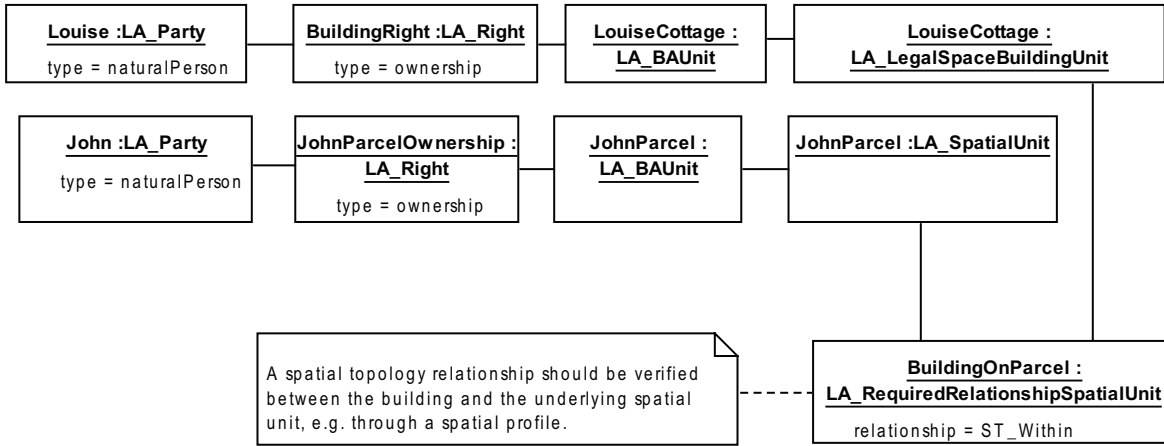 Louise :LA_Party
type = naturalPerson
BuildingRight :LA_Right
type = ownership
LouiseCottage :
LA_BAUnit
LouiseCottage :
LA_LegalSpaceBuildingUnit
John :LA_Party
type = naturalPerson
JohnParcelOwnership :
LA_Right
type = ownership
JohnParcel :
LA_BAUnit
JohnParcel :LA_SpatialUnit
A spatial topology relationship should be verified
between the building and the underlying spatial
unit, e.g. through a spatial profile.
BuildingOnParcel :
LA_RequiredRelationshipSpatialUnit
relationship = ST_Within